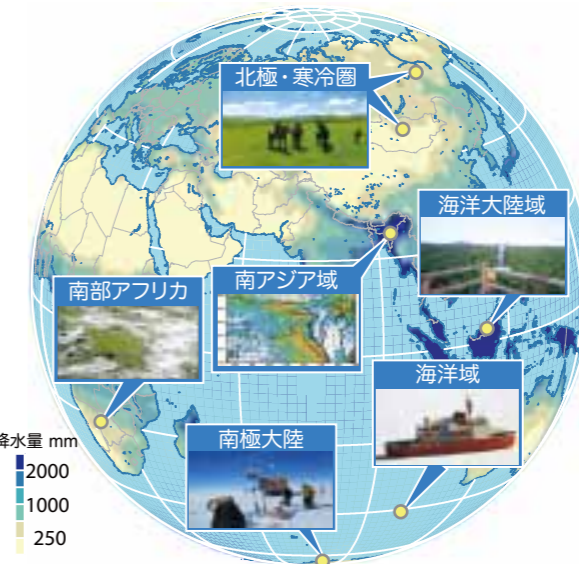 北極・寒冷圏
海洋大陸域
南アジア域
南部アフリカ
海洋域
南極大陸
降水量 mm
2000
1000
250